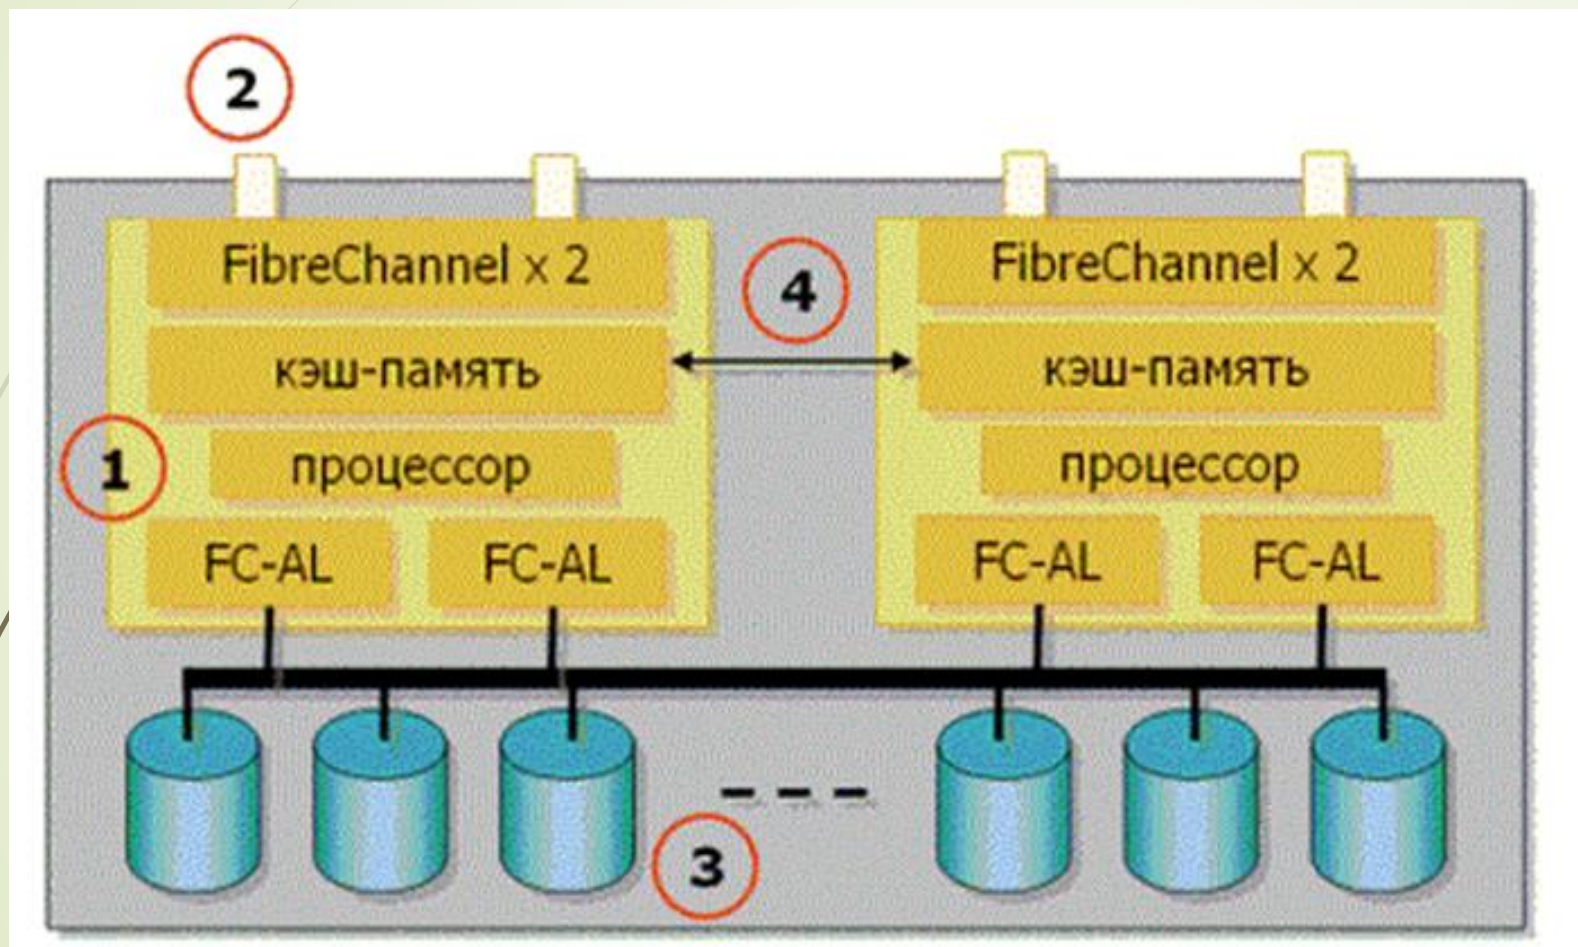 2
FibreChannel x 2
FibreChannel x 2
4
кэш-память
кэш-память
1
процессор
процессор
FC-AL
FC-AL
FC-AL
FC-AL
3